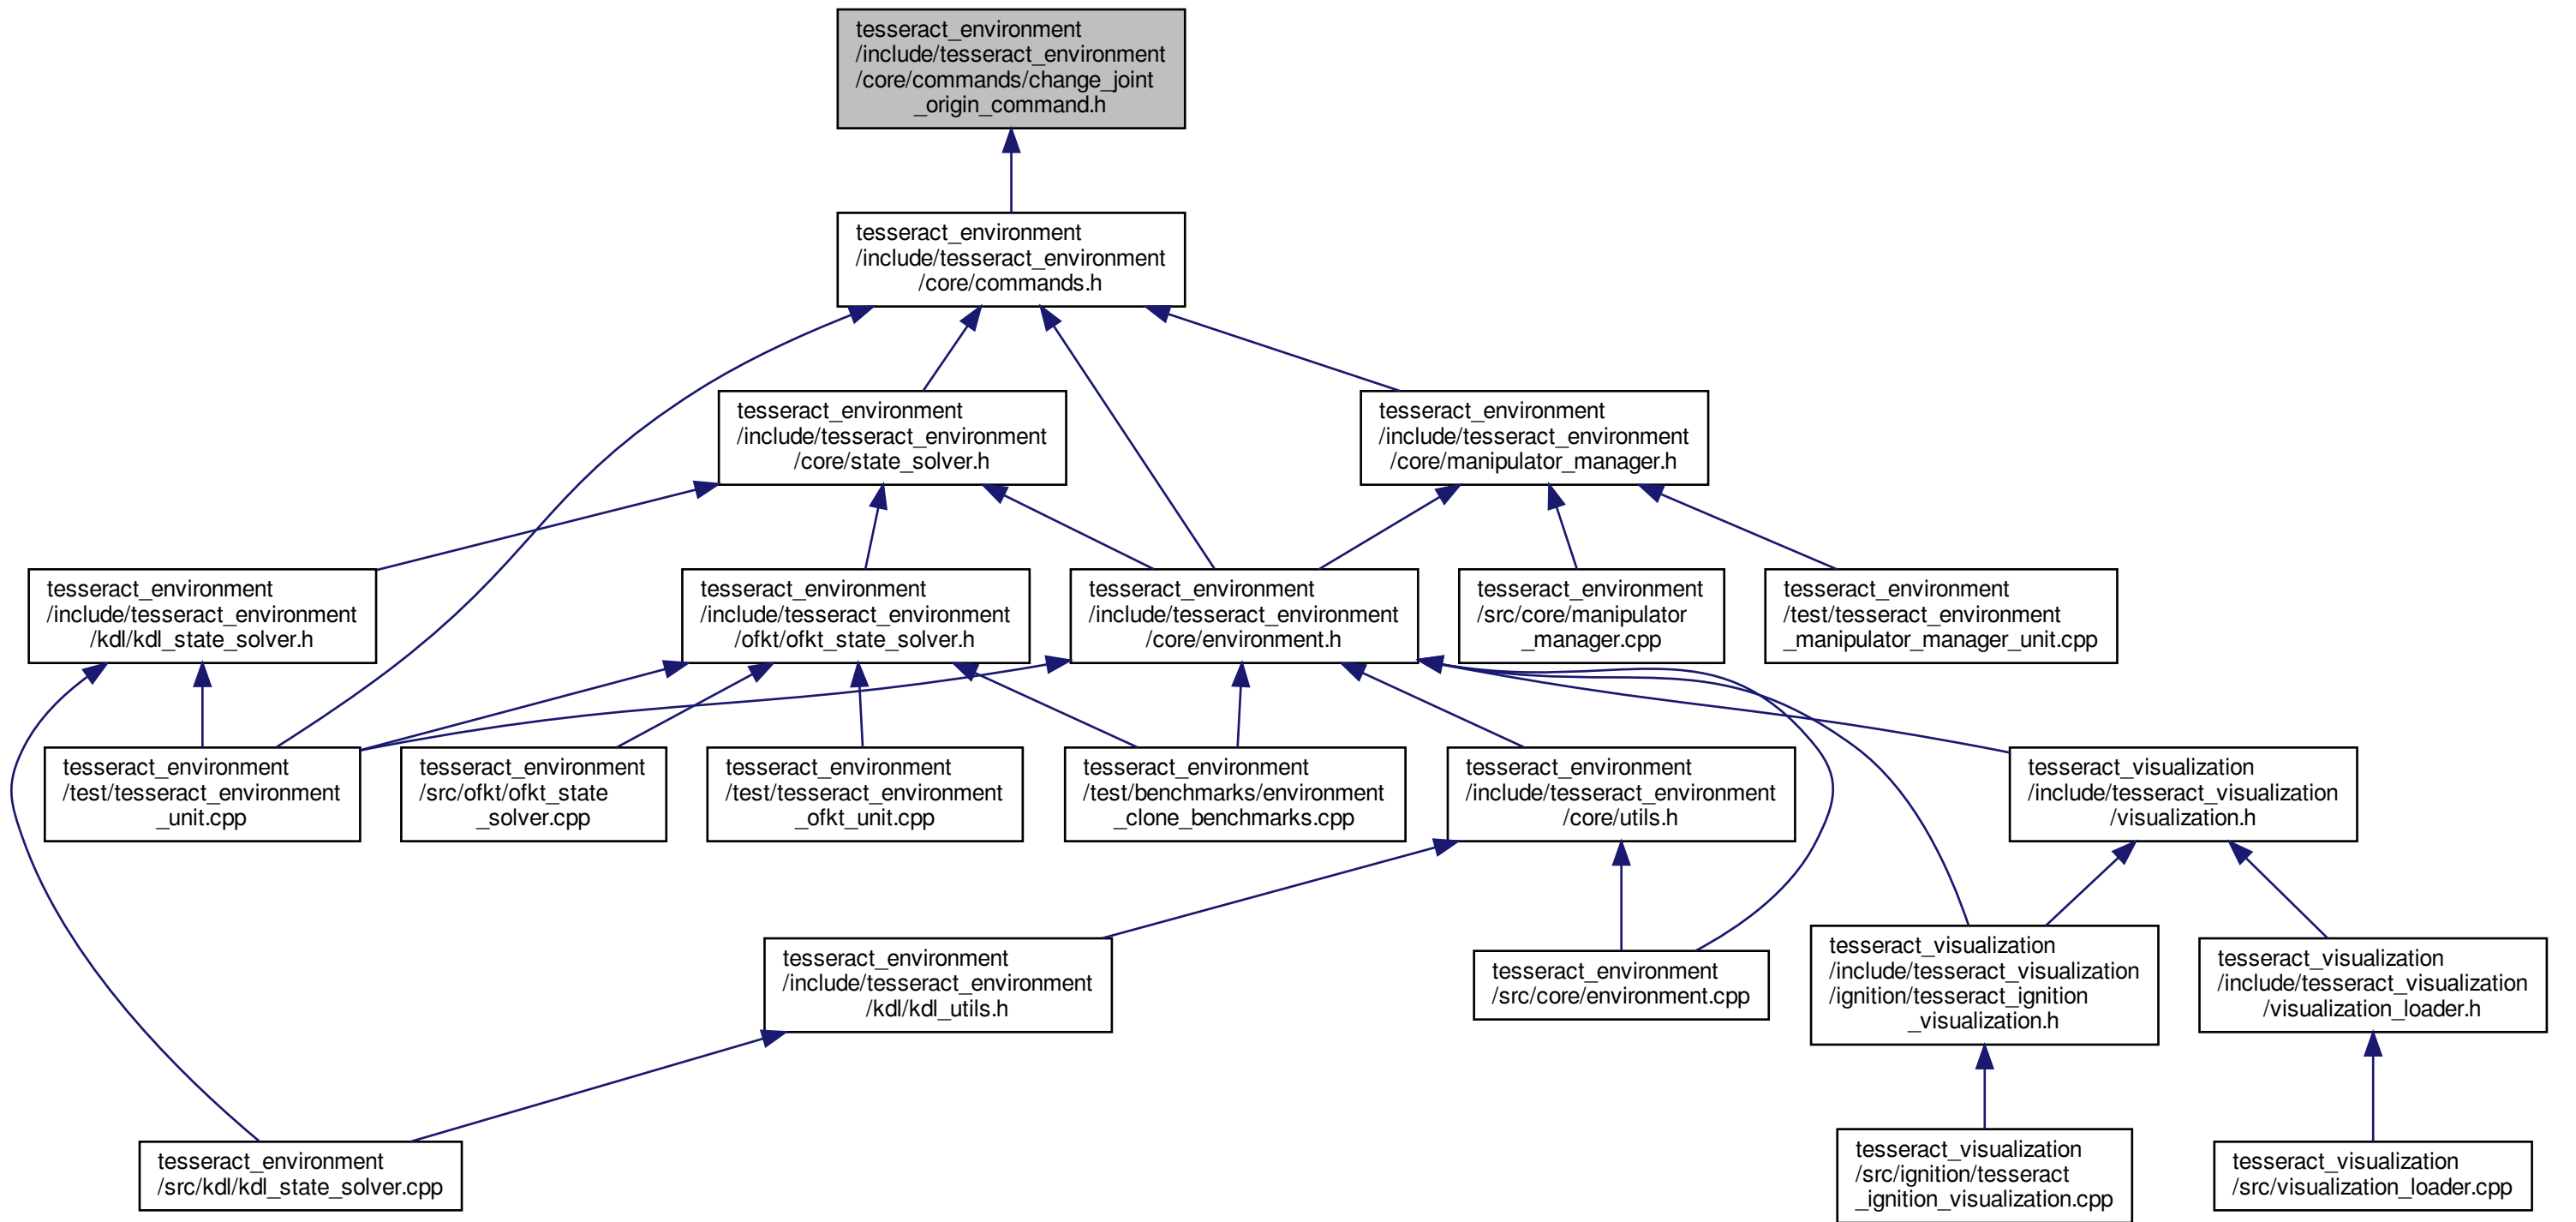 tesseract_environment
/include/tesseract_environment
/core/commands/change_joint
_origin_command.h
tesseract_environment
/include/tesseract_environment
/core/commands.h
tesseract_environment
/include/tesseract_environment
/core/state_solver.h
tesseract_environment
/include/tesseract_environment
/core/manipulator_manager.h
tesseract_environment
/include/tesseract_environment
/kdl/kdl_state_solver.h
tesseract_environment
/include/tesseract_environment
/ofkt/ofkt_state_solver.h
tesseract_environment
/include/tesseract_environment
/core/environment.h
tesseract_environment
/src/core/manipulator
_manager.cpp
tesseract_environment
/test/tesseract_environment
_manipulator_manager_unit.cpp
tesseract_environment
/test/tesseract_environment
_unit.cpp
tesseract_environment
/src/ofkt/ofkt_state
_solver.cpp
tesseract_environment
/test/tesseract_environment
_ofkt_unit.cpp
tesseract_environment
/test/benchmarks/environment
_clone_benchmarks.cpp
tesseract_environment
/include/tesseract_environment
/core/utils.h
tesseract_visualization
/include/tesseract_visualization
/visualization.h
tesseract_environment
/include/tesseract_environment
/kdl/kdl_utils.h
tesseract_environment
/src/core/environment.cpp
tesseract_visualization
/include/tesseract_visualization
/ignition/tesseract_ignition
_visualization.h
tesseract_visualization
/include/tesseract_visualization
/visualization_loader.h
tesseract_environment
/src/kdl/kdl_state_solver.cpp
tesseract_visualization
/src/ignition/tesseract
_ignition_visualization.cpp
tesseract_visualization
/src/visualization_loader.cpp